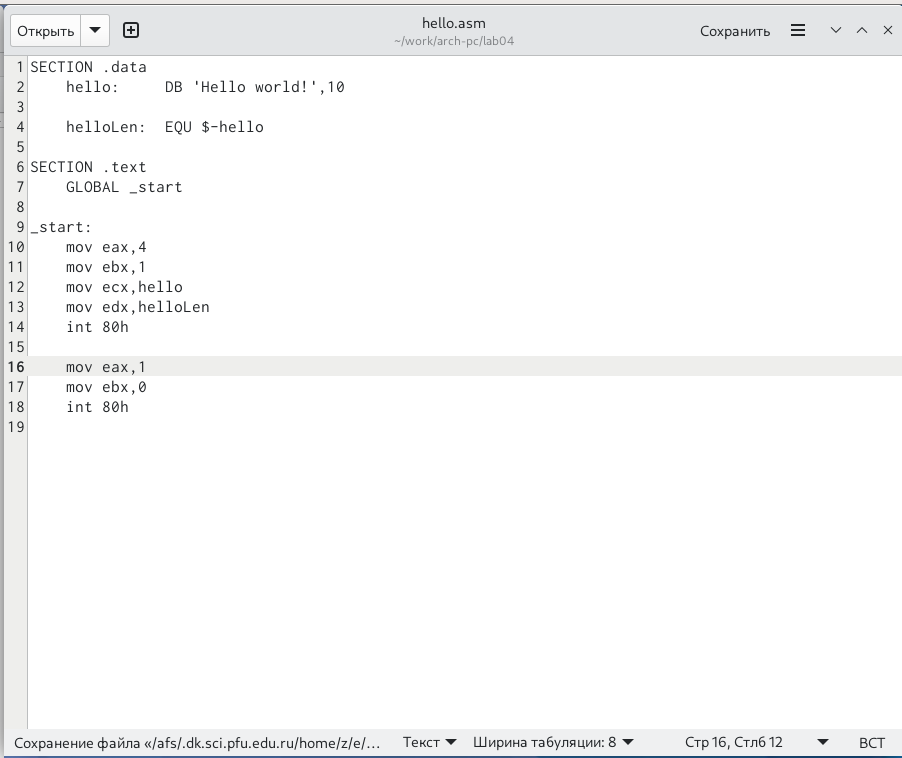 Открыть
hello.asm
~/work/arch-pc/lab04
Сохранить
1 SECTION .data
2     hello:     DB 'Hello world!',10
3
4     helloLen:  EQU $-hello
5
6 SECTION .text
7     GLOBAL _start
8
9 _start:
10     mov eax,4
11     mov ebx,1
12     mov ecx,hello
13     mov edx,helloLen
14     int 80h
15
16     mov eax,1
17     mov ebx,0
18     int 80h
19
Сохранение файла «/afs/.dk.sci.pfu.edu.ru/home/z/e/… Текст Ширина табуляции: 8 Стр 16, Стлб 12 ВСТ